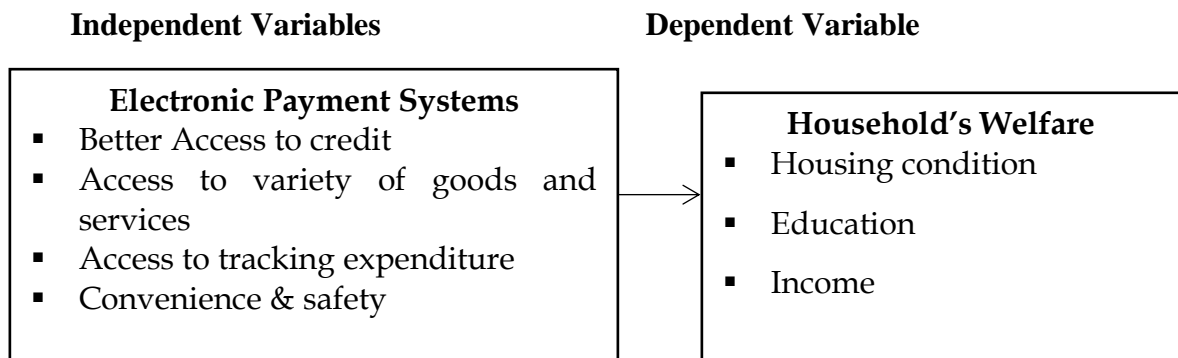 Independent Variables
Dependent Variable
Electronic Payment Systems
▪ Better Access to credit
▪ Access to variety of goods and
services
▪ Access to tracking expenditure
▪ Convenience & safety
Household’s Welfare
▪ Housing condition
▪ Education
▪ Income